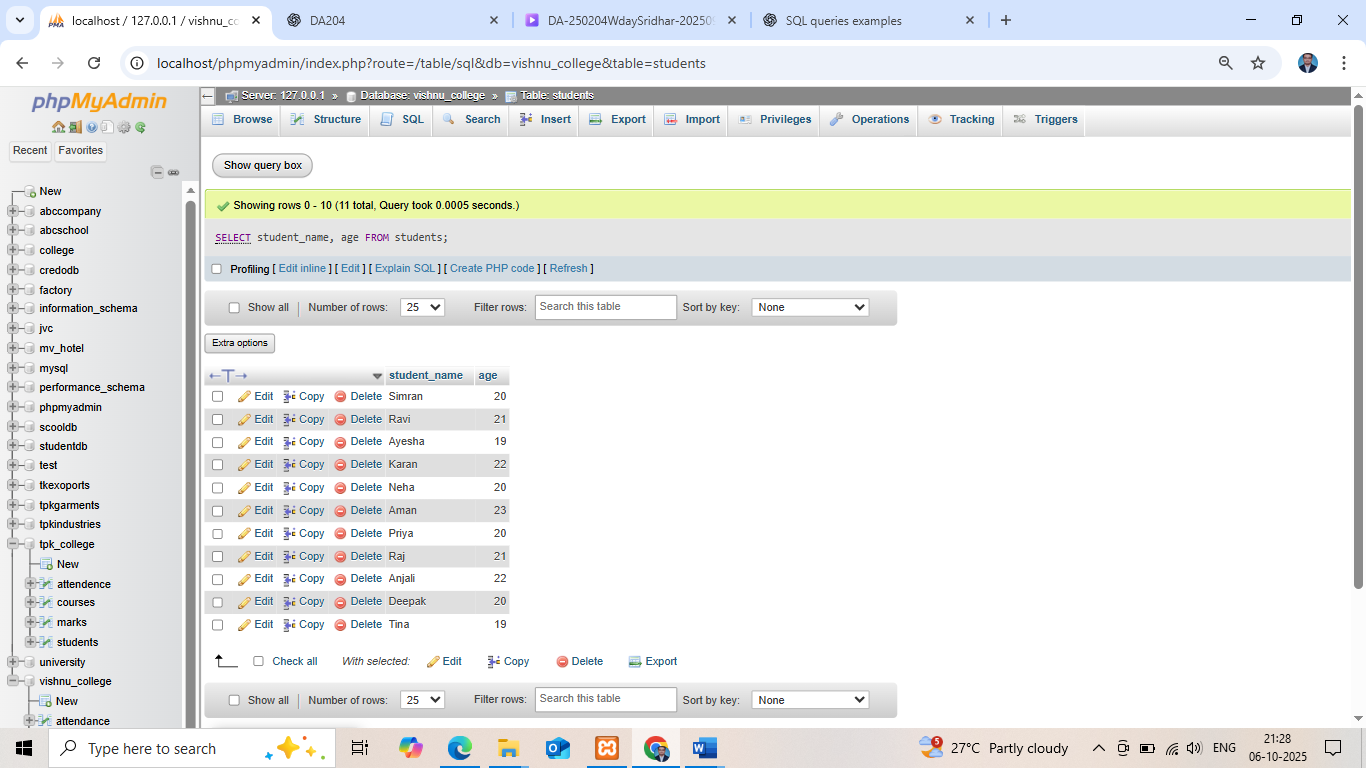 localhost / 127.0.0.1 / vishnu_cc
DA204
DA-250204WdaySridhar-202509
SQL queries examples
localhost/phpmyadmin/index.php?route=/table/sql&db=vishnu_college&table=students
phpMyAdmin
Recent Favorites
New
abccompany
abcschool
college
credodb
factory
information_schema
jvc
mv_hotel
mysql
performance_schema
phpmyadmin
scooldb
studentdb
test
tkexoports
tpkgarments
tpkindustries
tpk_college
New
attendence
courses
marks
students
university
vishnu_college
New
attendance
Server: 127.0.0.1 » Database: vishnu_college » Table: students
Browse Structure SQL Search Insert Export Import Privileges Operations Tracking Triggers
Show query box
Showing rows 0 - 10 (11 total, Query took 0.0005 seconds.)
SELECT student_name, age FROM students;
Profiling [ Edit inline ] [ Edit ] [ Explain SQL ] [ Create PHP code ] [ Refresh ]
Show all Number of rows: 25 Filter rows: Search this table Sort by key: None
Extra options
←T→ student_name age
Edit Copy Delete Simran 20
Edit Copy Delete Ravi 21
Edit Copy Delete Ayesha 19
Edit Copy Delete Karan 22
Edit Copy Delete Neha 20
Edit Copy Delete Aman 23
Edit Copy Delete Priya 20
Edit Copy Delete Raj 21
Edit Copy Delete Anjali 22
Edit Copy Delete Deepak 20
Edit Copy Delete Tina 19
Check all With selected: Edit Copy Delete Export
Show all Number of rows: 25 Filter rows: Search this table Sort by key: None
Type here to search
5
27°C Partly cloudy
ENG
21:28
06-10-2025